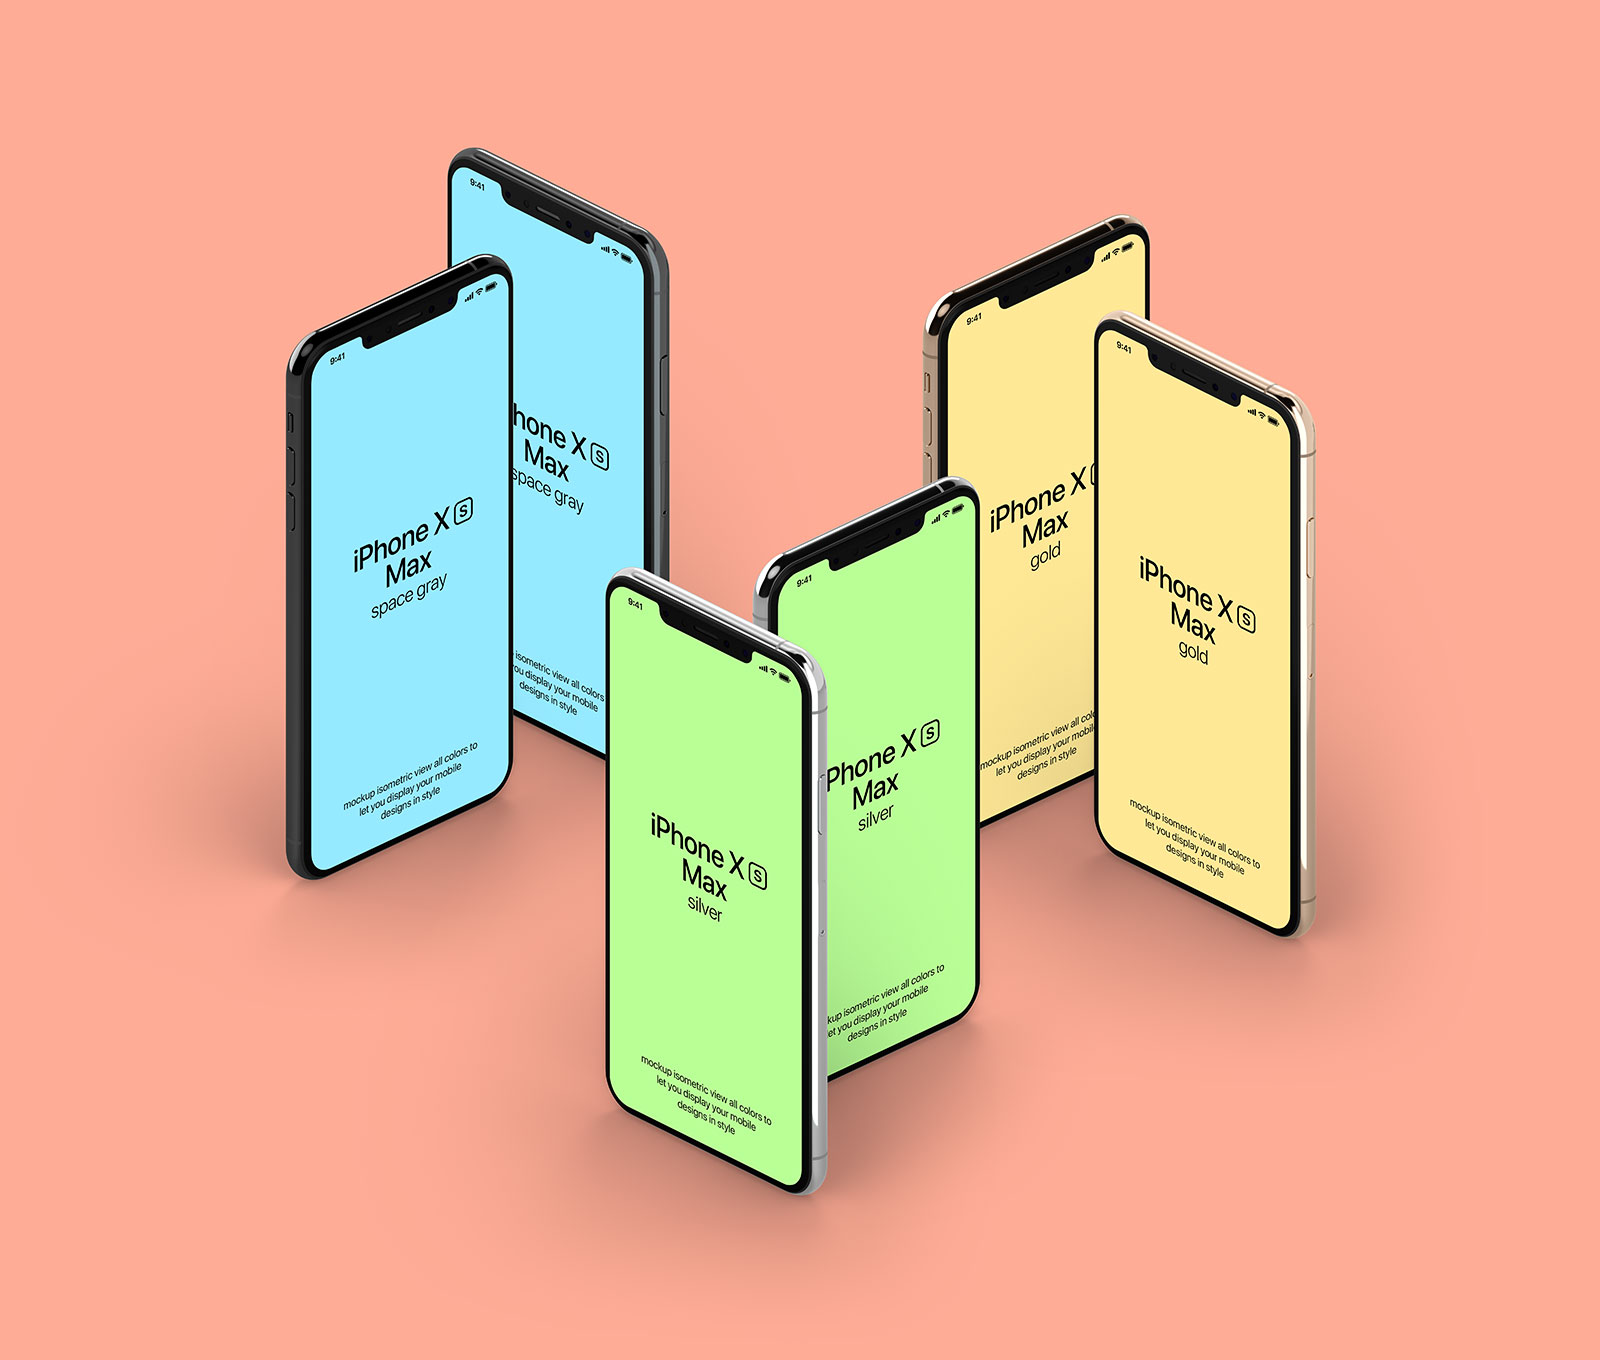 9:41
hone X S
Max
space gray
isometric view all colors
ou display your mobile
designs in style
9:41
iPhone X S
Max
space gray
mockup isometric view all colors to
let you display your mobile
designs in style
9:41
iPhone X
Max
gold
mockup isometric view all col
let you display your mobil
designs in style
9:41
iPhone X S
Max
gold
mockup isometric view all colors to
let you display your mobile
designs in style
9:41
Phone X S
Max
silver
kup isometric view all colors to
et you display your mobile
designs in style
9:41
iPhone X S
Max
silver
mockup isometric view all colors to
let you display your mobile
designs in style